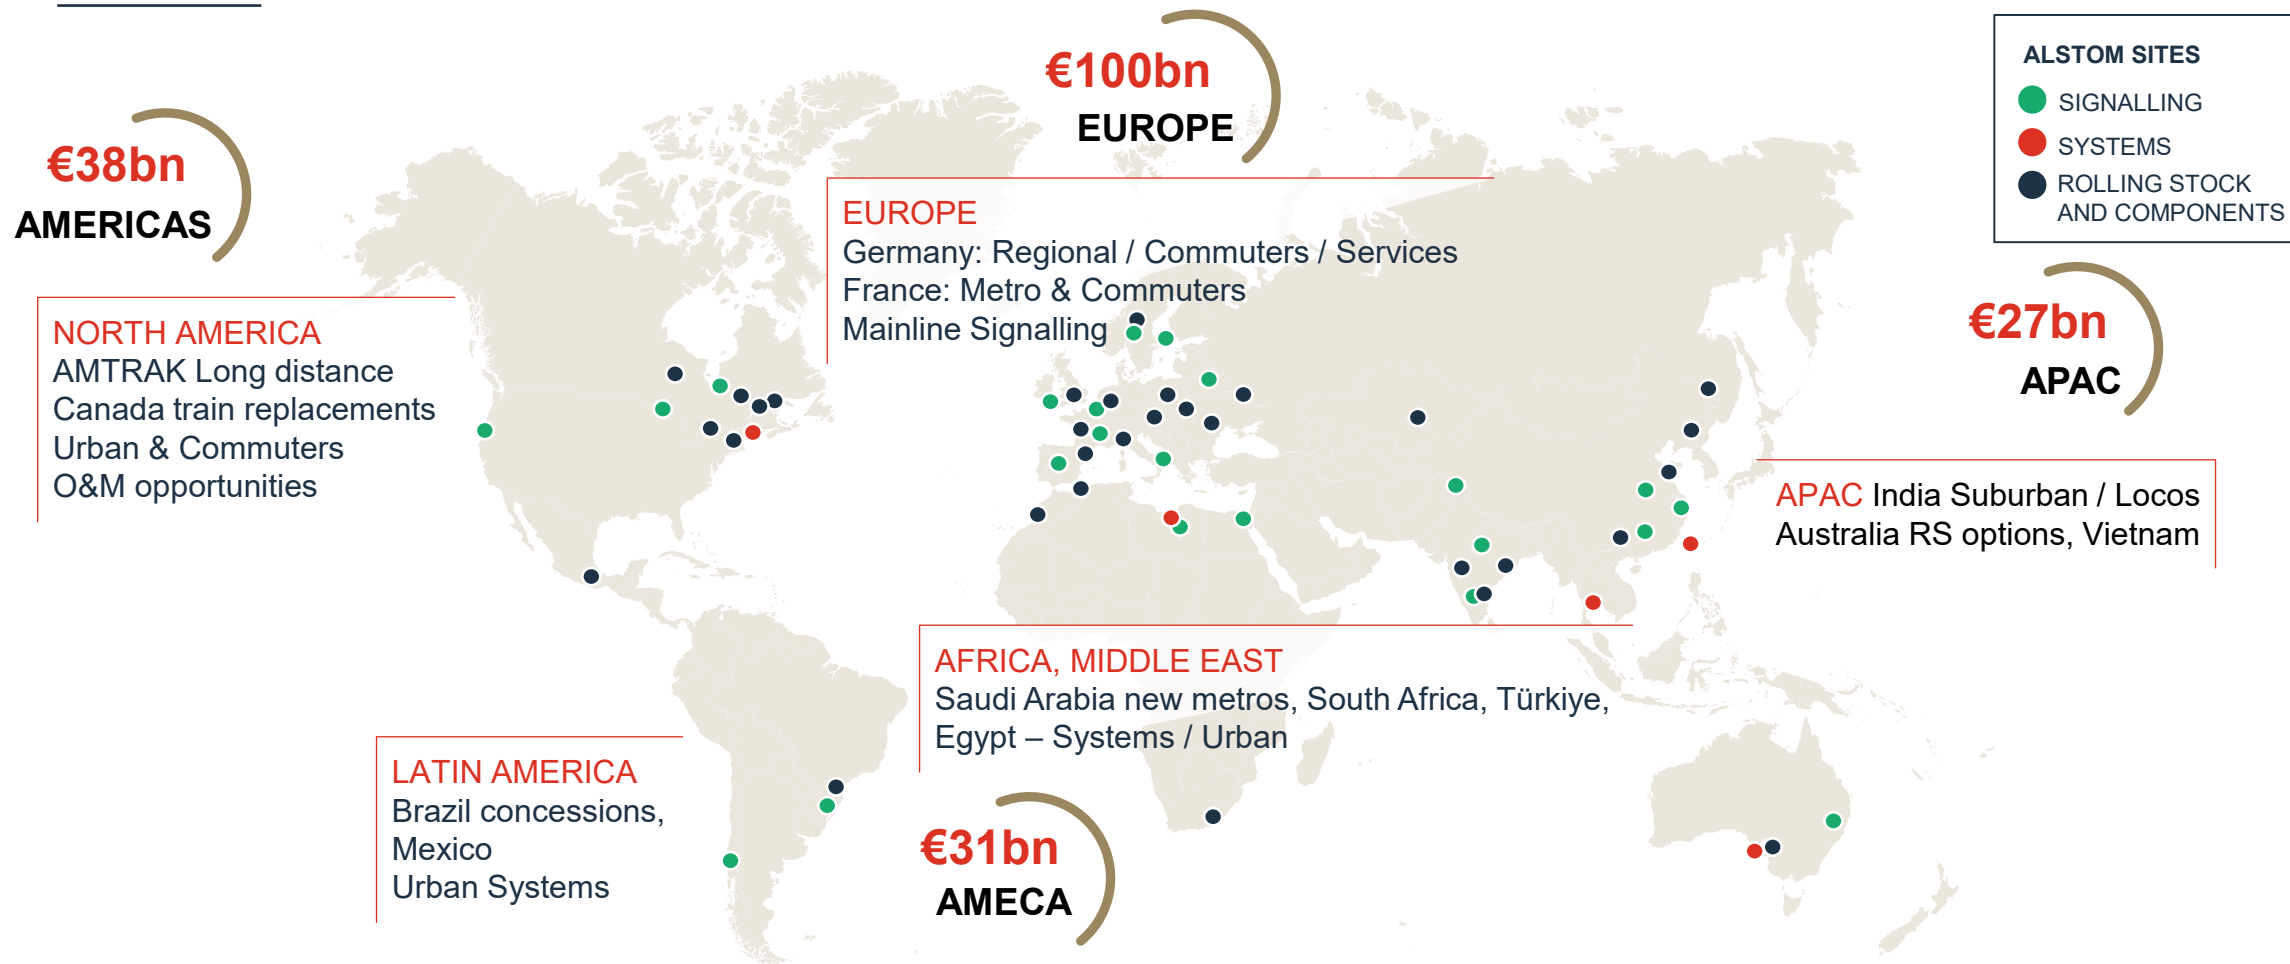 €100bn
EUROPE
ALSTOM SITES
SIGNALLING
SYSTEMS
ROLLING STOCK
AND COMPONENTS
€38bn
AMERICAS
EUROPE
Germany: Regional / Commuters / Services
France: Metro & Commuters
Mainline Signalling
€27bn
APAC
NORTH AMERICA
AMTRAK Long distance
Canada train replacements
Urban & Commuters
O&M opportunities
APAC India Suburban / Locos
Australia RS options, Vietnam
AFRICA, MIDDLE EAST
Saudi Arabia new metros, South Africa, Türkiye,
Egypt – Systems / Urban
LATIN AMERICA
Brazil concessions,
Mexico
Urban Systems
€31bn
AMECA